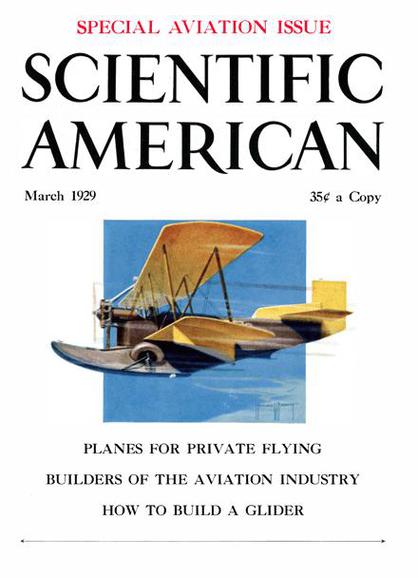 SPECIAL AVIATION ISSUE
SCIENTIFIC
AMERICAN
March 1929 35¢ a Copy
PLANES FOR PRIVATE FLYING
BUILDERS OF THE AVIATION INDUSTRY
HOW TO BUILD A GLIDER